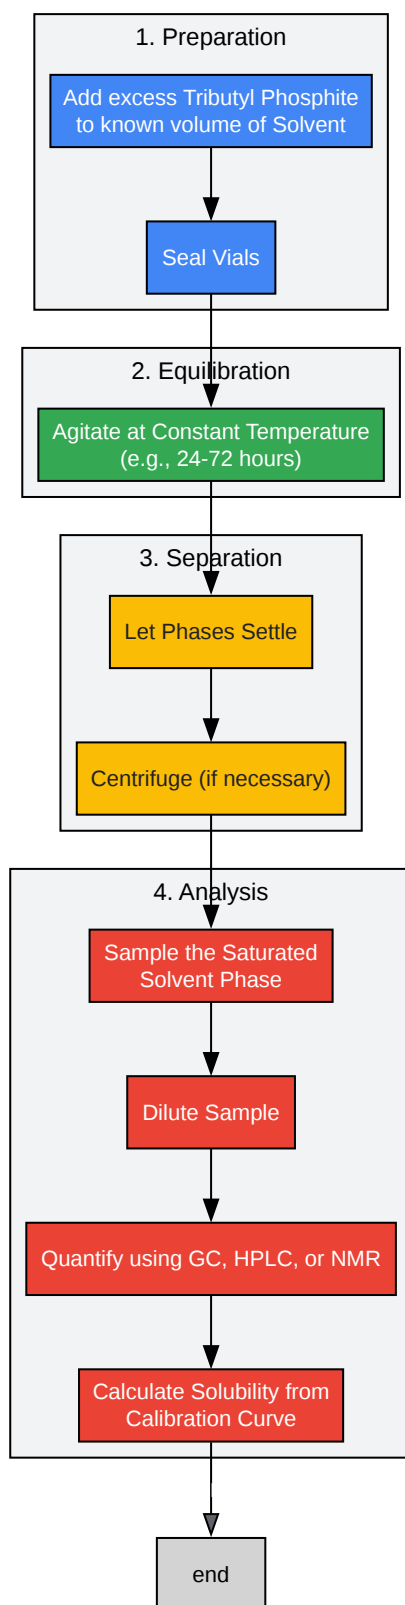 1. Preparation
Add excess Tributyl Phosphite
to known volume of Solvent
Seal Vials
2. Equilibration
Agitate at Constant Temperature
(e.g., 24-72 hours)
3. Separation
Let Phases Settle
Centrifuge (if necessary)
4. Analysis
Sample the Saturated
Solvent Phase
Dilute Sample
Quantify using GC, HPLC, or NMR
Calculate Solubility from
Calibration Curve
end